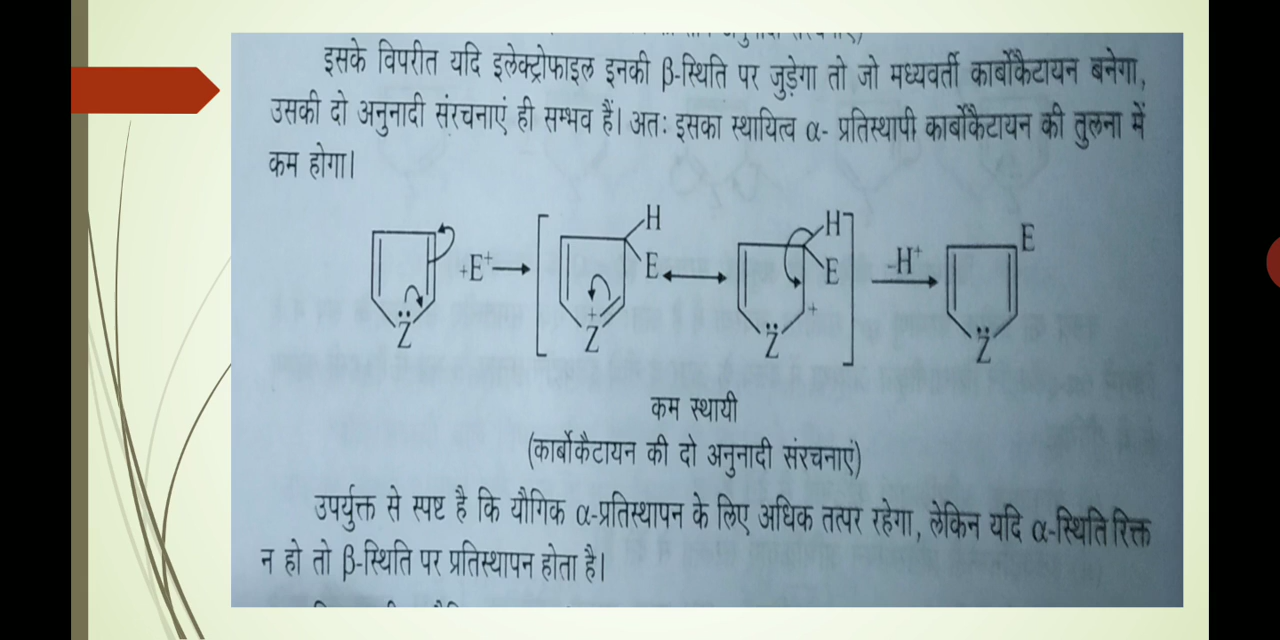 इसके विपरीत यदि इलेक्ट्रोफाइल इनकी β-स्थिति पर जुड़ेगा तो जो मध्यवर्ती कार्बोकैटायन बनेगा,
उसकी दो अनुनादी संरचनाएं ही सम्भव हैं। अतः इसका स्थायित्व α- प्रतिस्थापी कार्बोकैटायन की तुलना में
कम होगा।
H H E
+E⁺ E E -H⁺
+ +
Z Z Z Z
कम स्थायी
(कार्बोकैटायन की दो अनुनादी संरचनाएं)
उपर्युक्त से स्पष्ट है कि यौगिक α-प्रतिस्थापन के लिए अधिक तत्पर रहेगा, लेकिन यदि α-स्थिति रिक्त
न हो तो β-स्थिति पर प्रतिस्थापन होता है।